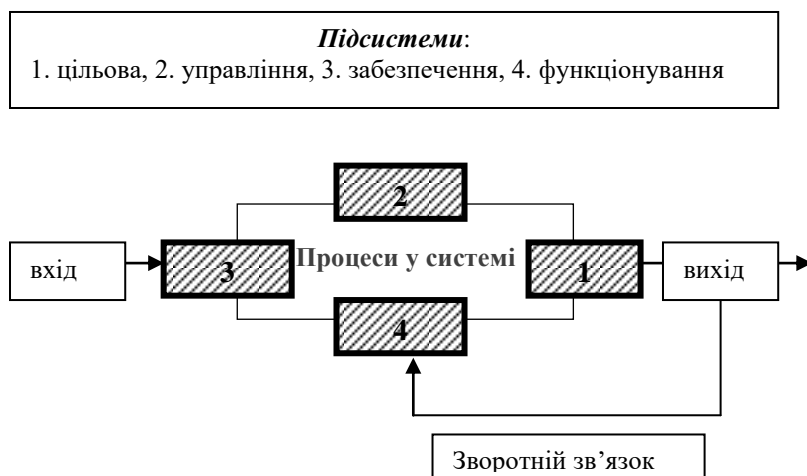 Підсистеми:
1. цільова, 2. управління, 3. забезпечення, 4. функціонування
2
вхід
3
Процеси у системі
1
вихід
4
Зворотній зв’язок